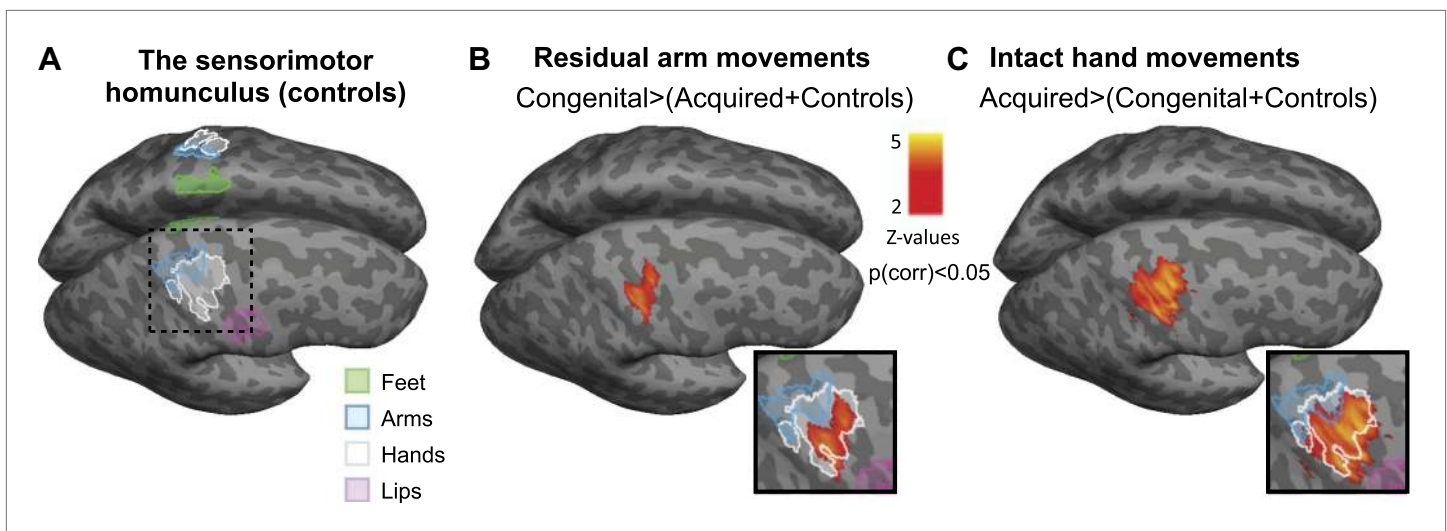 A
The sensorimotor
homunculus (controls)
Feet
Arms
Hands
Lips
B
Residual arm movements
Congenital>(Acquired+Controls)
5
2
Z-values
p(corr)<0.05
C
Intact hand movements
Acquired>(Congenital+Controls)